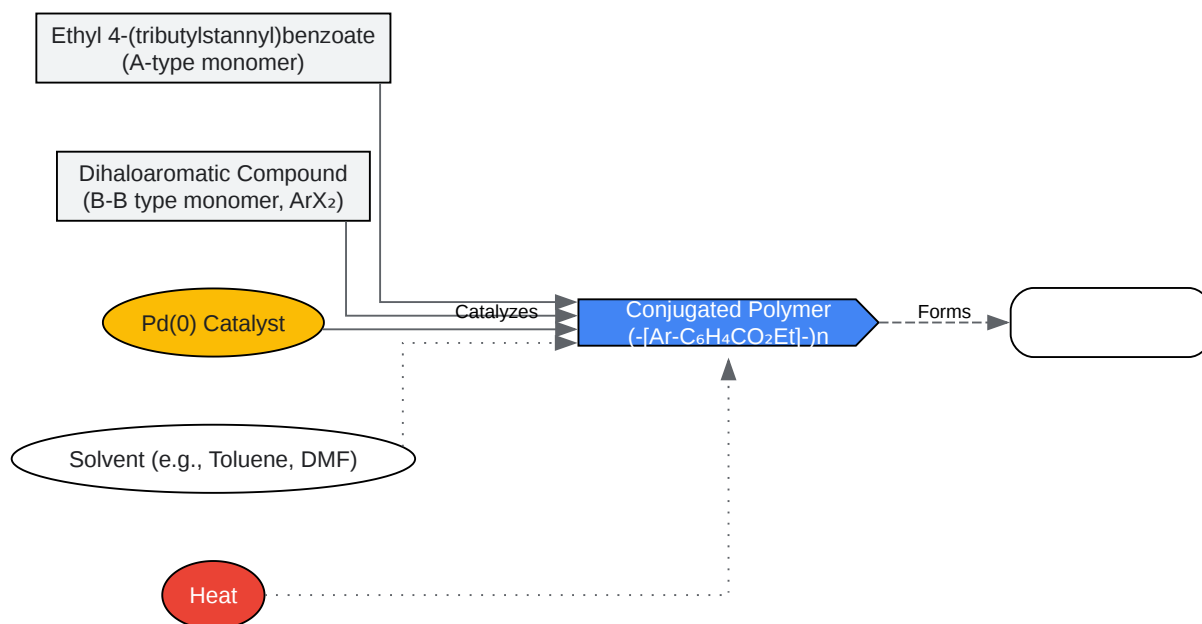 Ethyl 4-(tributylstannyl)benzoate
(A-type monomer)
Dihaloaromatic Compound
(B-B type monomer, ArX₂)
Pd(0) Catalyst
Catalyzes
Conjugated Polymer
(-[Ar-C₆H₄CO₂Et]-)n
Forms
Solvent (e.g., Toluene, DMF)
Heat